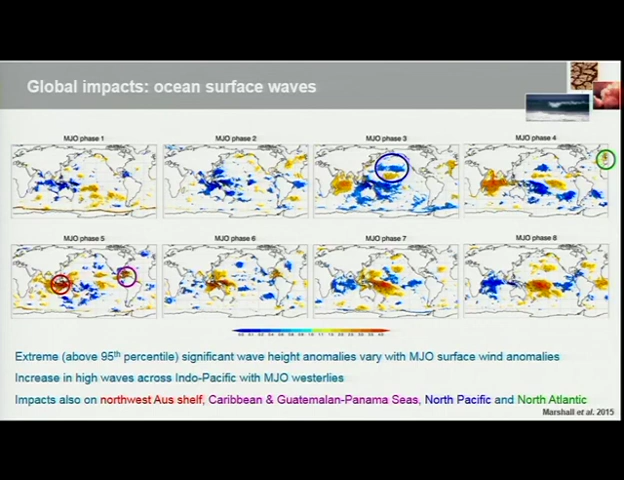 Global impacts: ocean surface waves
MJO phase 1
MJO phase 2
MJO phase 3
MJO phase 4
MJO phase 5
MJO phase 6
MJO phase 7
MJO phase 8
Extreme (above 95th percentile) significant wave height anomalies vary with MJO surface wind anomalies
Increase in high waves across Indo-Pacific with MJO westerlies
Impacts also on northwest Aus shelf, Caribbean & Guatemalan-Panama Seas, North Pacific and North Atlantic
Marshall et al. 2015